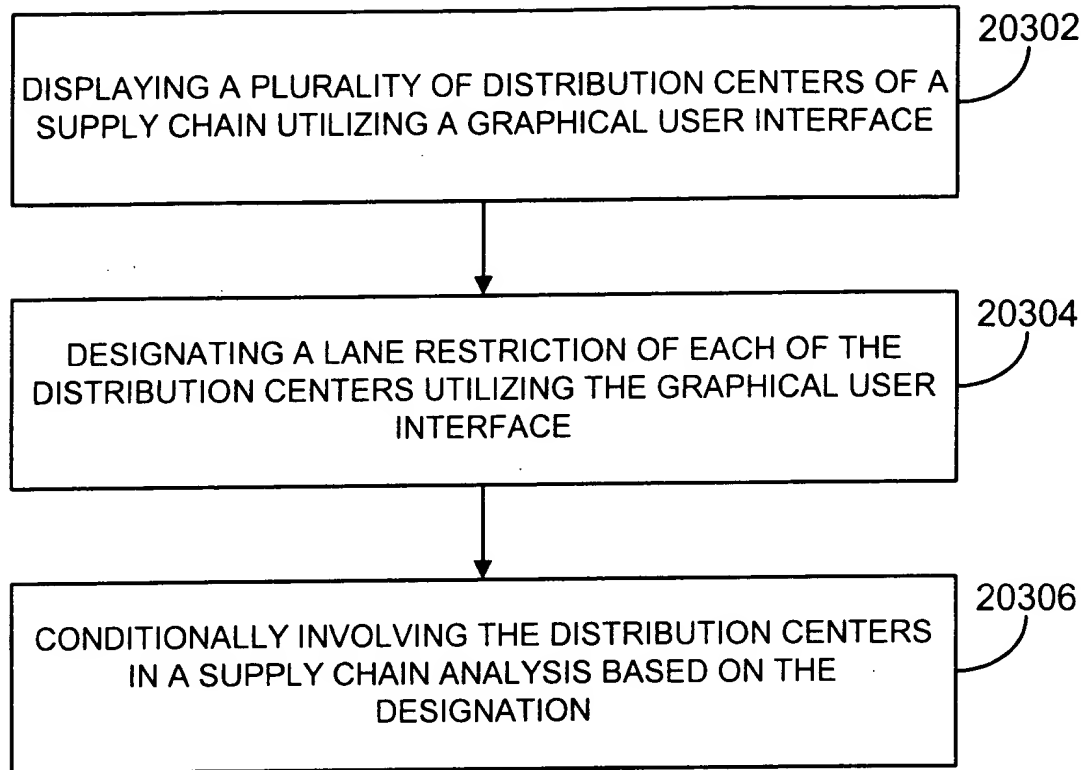 20302
DISPLAYING A PLURALITY OF DISTRIBUTION CENTERS OF A
SUPPLY CHAIN UTILIZING A GRAPHICAL USER INTERFACE
20304
DESIGNATING A LANE RESTRICTION OF EACH OF THE
DISTRIBUTION CENTERS UTILIZING THE GRAPHICAL USER
INTERFACE
20306
CONDITIONALLY INVOLVING THE DISTRIBUTION CENTERS
IN A SUPPLY CHAIN ANALYSIS BASED ON THE
DESIGNATION